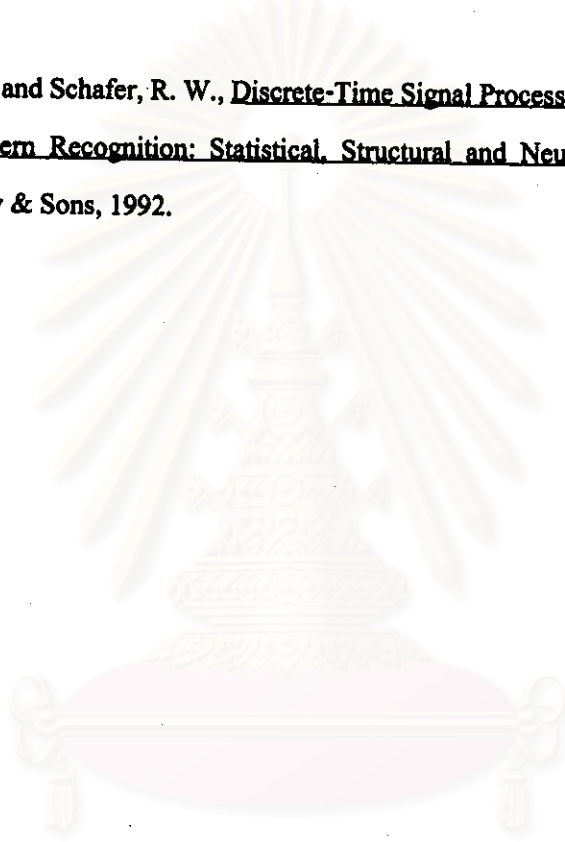 and Schafer, R. W., Discrete-Time Signal Process
ern Recognition: Statistical, Structural and Neu
& Sons, 1992.